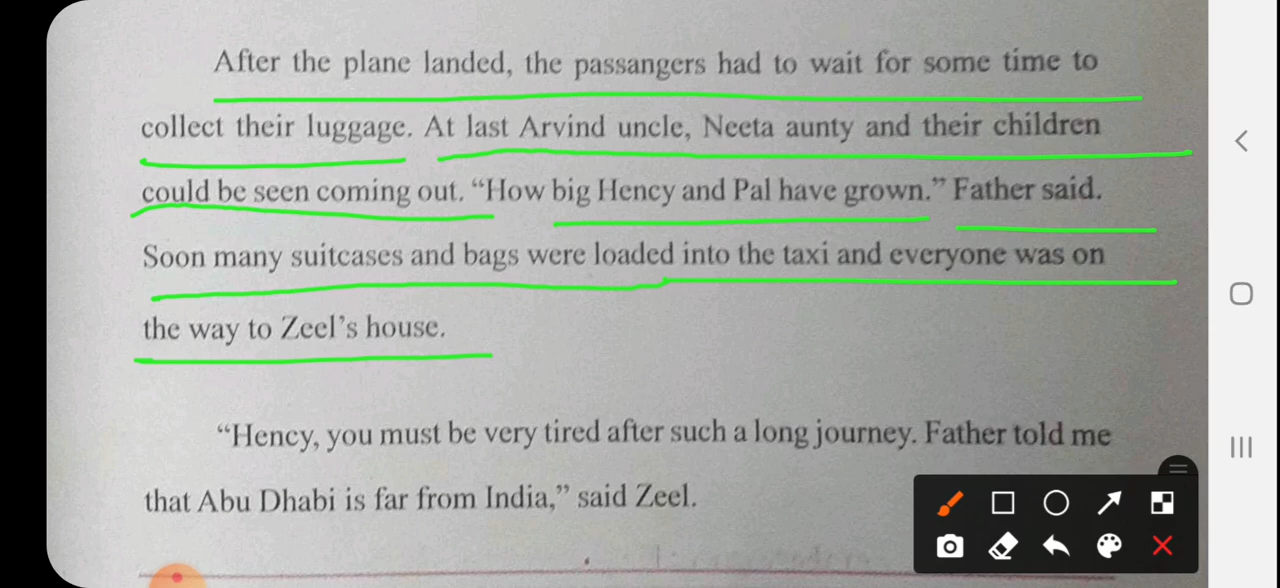 After the plane landed, the passangers had to wait for some time to
collect their luggage. At last Arvind uncle, Neeta aunty and their children
could be seen coming out. “How big Hency and Pal have grown.” Father said.
Soon many suitcases and bags were loaded into the taxi and everyone was on
the way to Zeel’s house.
“Hency, you must be very tired after such a long journey. Father told me
that Abu Dhabi is far from India,” said Zeel.